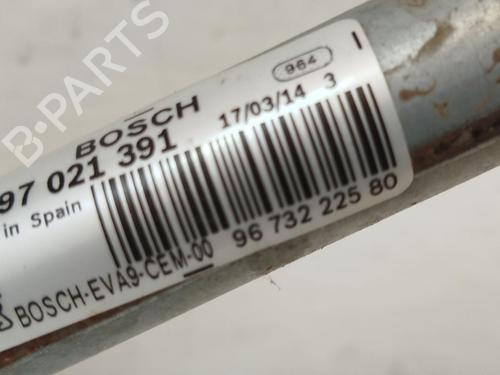 B-PARTS
964
BOSCH
17/03/14 3
97 021 391
in Spain
96 732 225 80
BOSCH-EVA9-CEM-00